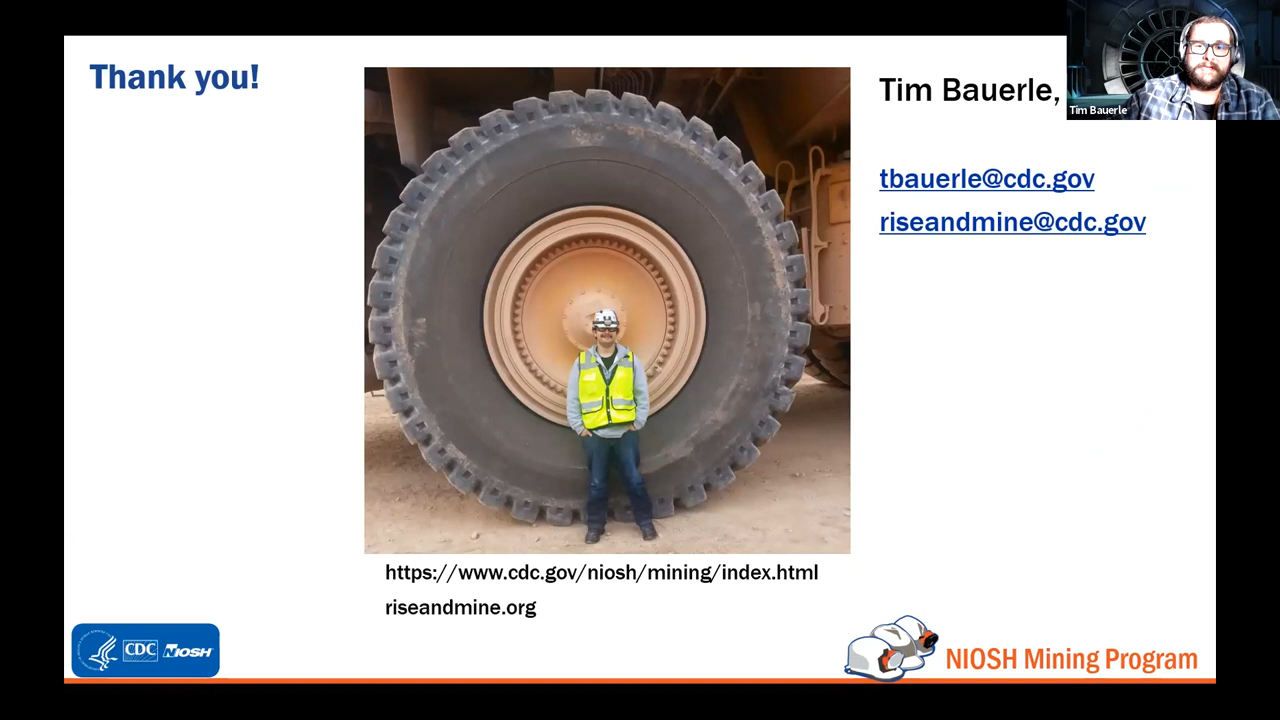 Thank you!
Tim Bauerle,
Tim Bauerle
tbauerle@cdc.gov
riseandmine@cdc.gov
https://www.cdc.gov/niosh/mining/index.html
riseandmine.org
CDC
NIOSH
NIOSH Mining Program